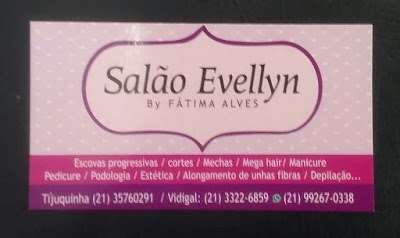 Salão Evellyn
By FÁTIMA ALVES
Escovas progressivas / cortes / Mechas / Mega hair/ Manicure
Pedicure / Podologia / Estética / Alongamento de unhas fibras / Depilação...
Tijuquinha (21) 35760291 / Vidigal: (21) 3322-6859 (21) 99267-0338